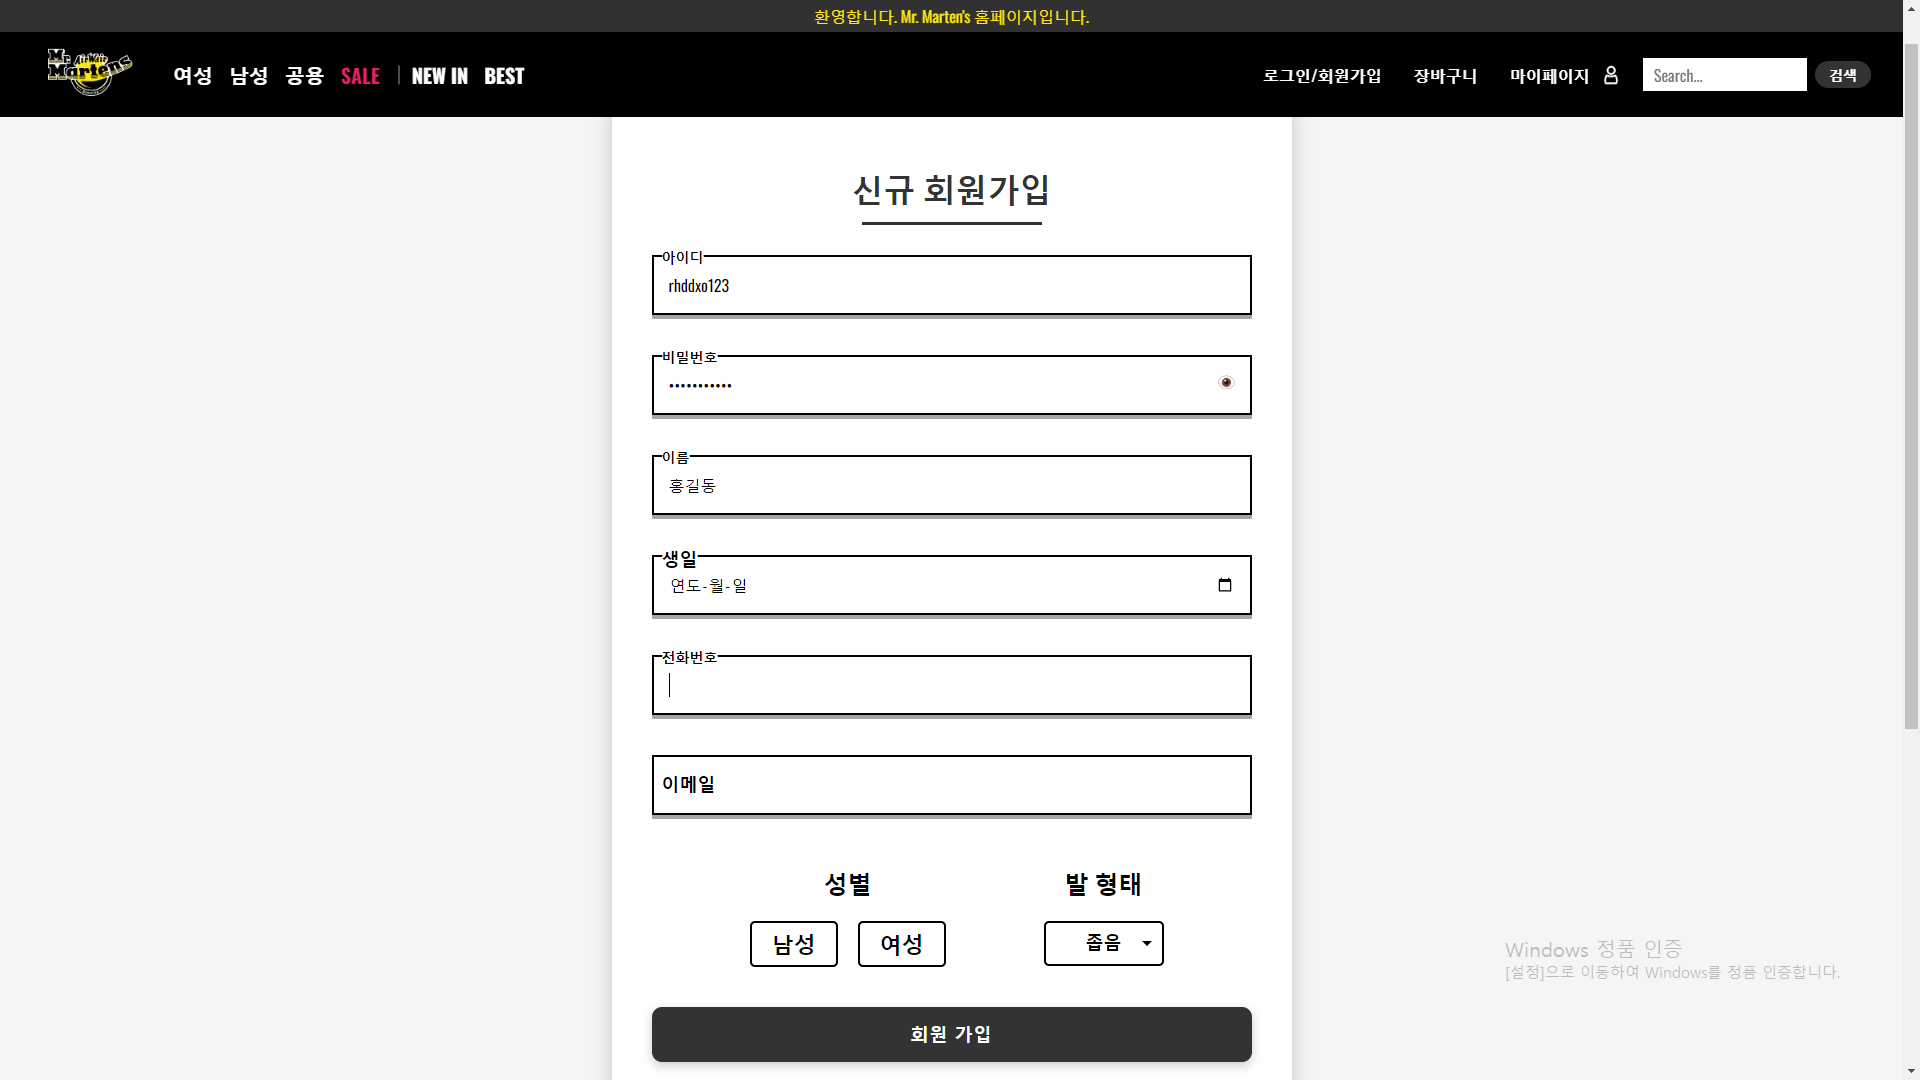 환영합니다. Mr. Marten's 홈페이지입니다.
Mr. AirWair Martens
여성 남성 공용 SALE NEW IN BEST
로그인/회원가입 장바구니 마이페이지 Search... 검색
신규 회원가입
아이디
rhddxo123
비밀번호
•••••••••••
이름
홍길동
생일
연도-월-일
전화번호
이메일
성별 발 형태
남성 여성 좁음
회원 가입
Windows 정품 인증
[설정]으로 이동하여 Windows를 정품 인증합니다.